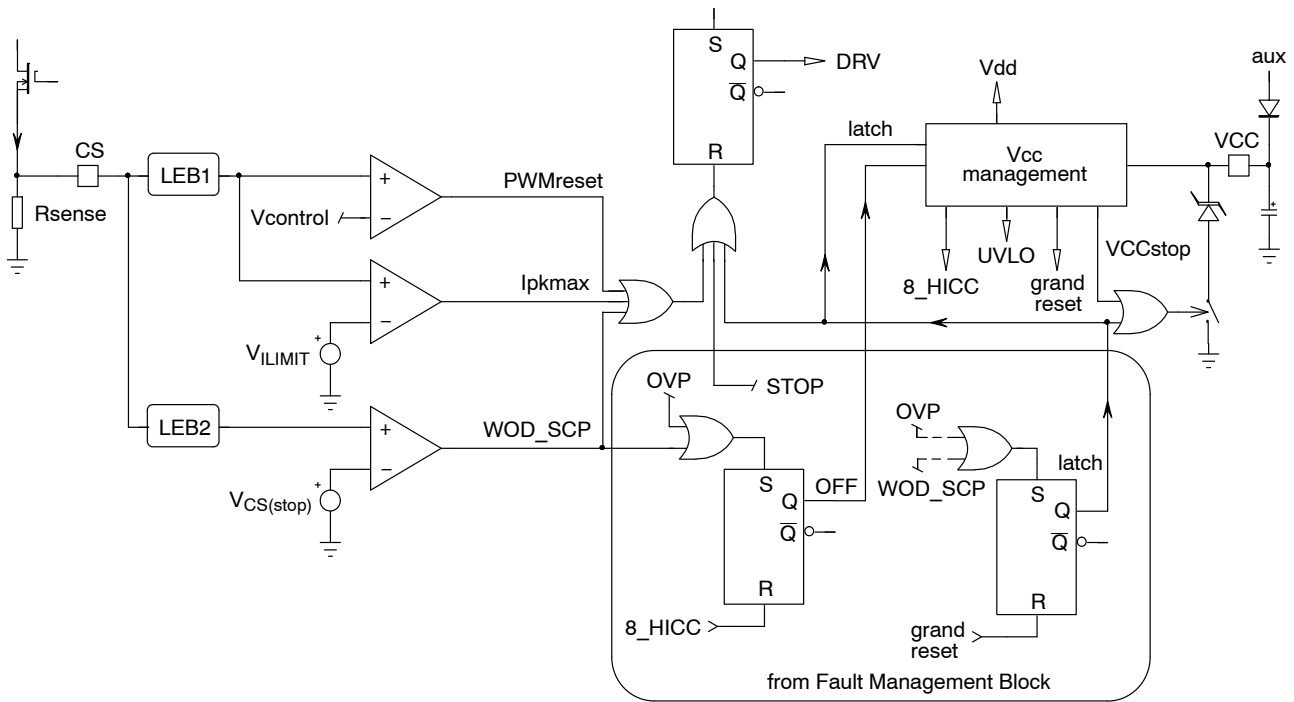 S
Q
Q
R
DRV
Vdd
aux
latch
VCC
CS
LEB1
Vcc
management
+
−
PWMreset
Rsense
Vcontrol
UVLO
VCCstop
8_HICC
grand
reset
+
−
Ipkmax
+
VILIMIT
OVP
STOP
LEB2
+
−
WOD_SCP
OVP
WOD_SCP
latch
+
VCS(stop)
S
Q
OFF
Q
R
S
Q
Q
R
8_HICC
grand
reset
+
from Fault Management Block